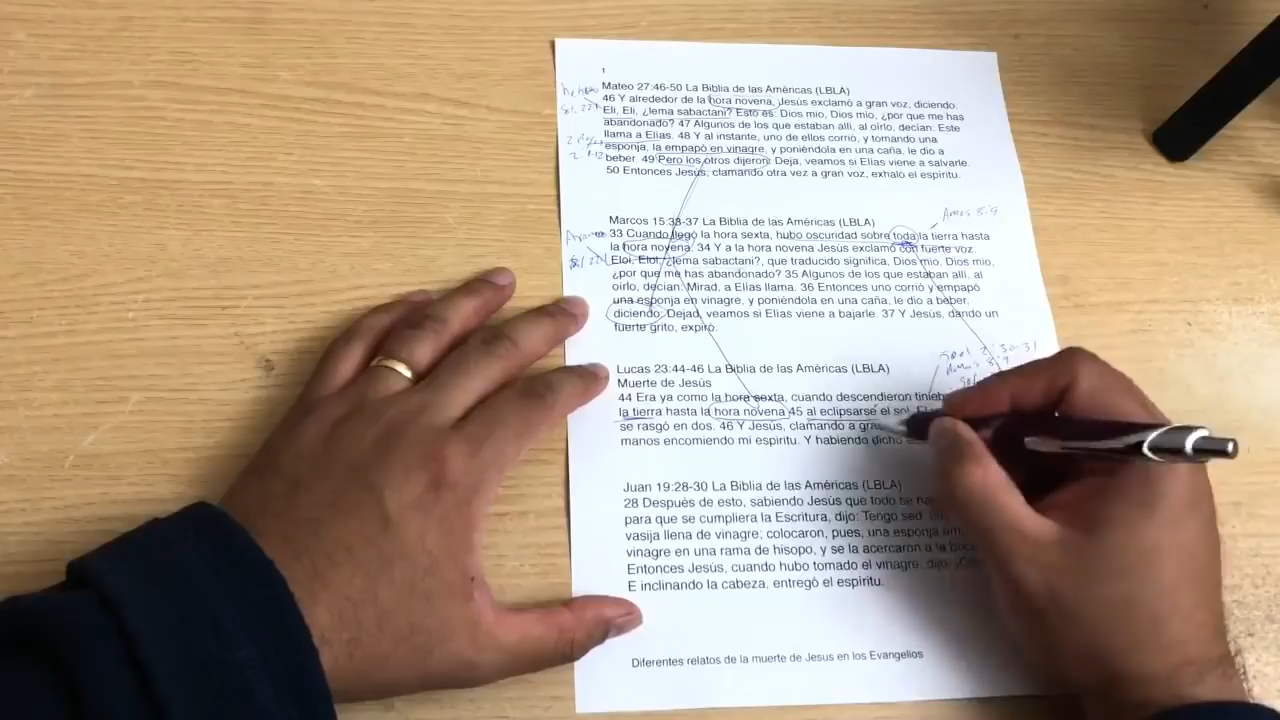 1
Mateo 27:46-50 La Biblia de las Américas (LBLA)
46 Y alrededor de la hora novena, Jesús exclamó a gran voz, diciendo:
Elí, Elí, ¿lema sabactani? Esto es: Dios mío, Dios mío, ¿por qué me has
abandonado? 47 Algunos de los que estaban allí, al oírlo, decían: Este
llama a Elías. 48 Y al instante, uno de ellos corrió, y tomando una
esponja, la empapó en vinagre, y poniéndola en una caña, le dio a
beber. 49 Pero los otros dijeron: Deja, veamos si Elías viene a salvarle.
50 Entonces Jesús, clamando otra vez a gran voz, exhaló el espíritu.
Amos 8:9
Marcos 15:33-37 La Biblia de las Américas (LBLA)
33 Cuando llegó la hora sexta, hubo oscuridad sobre toda la tierra hasta
la hora novena. 34 Y a la hora novena Jesús exclamó con fuerte voz:
Eloi, Eloi, ¿lema sabactani?, que traducido significa, Dios mío, Dios mío,
¿por qué me has abandonado? 35 Algunos de los que estaban allí, al
oírlo, decían: Mirad, a Elías llama. 36 Entonces uno corrió y empapó
una esponja en vinagre, y poniéndola en una caña, le dio a beber,
diciendo: Dejad, veamos si Elías viene a bajarle. 37 Y Jesús, dando un
fuerte grito, expiró.
Joel 2:30-31
Amos 8:9
Lucas 23:44-46 La Biblia de las Américas (LBLA)
Muerte de Jesús
44 Era ya como la hora sexta, cuando descendieron
la tierra hasta la hora novena 45 al eclipsarse el sol.
se rasgó en dos. 46 Y Jesús, clamando a
manos encomiendo mi espíritu. Y habiendo dicho
Juan 19:28-30 La Biblia de las Américas (LBLA)
28 Después de esto, sabiendo Jesús que todo se
para que se cumpliera la Escritura, dijo: Tengo sed.
vasija llena de vinagre; colocaron, pues, una esponja
vinagre en una rama de hisopo, y se la acercaron a la boca.
Entonces Jesús, cuando hubo tomado el vinagre, dijo:
E inclinando la cabeza, entregó el espíritu.
Diferentes relatos de la muerte de Jesus en los Evangelios